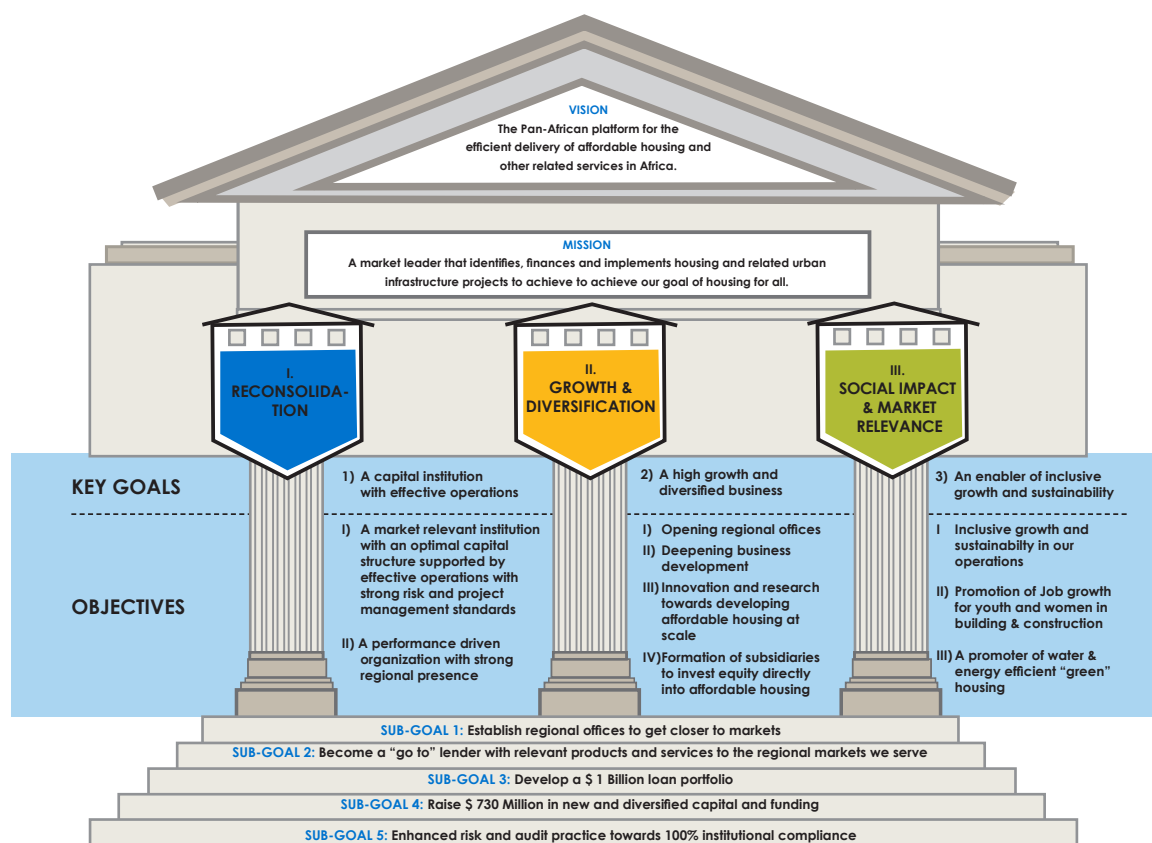 VISION
The Pan-African platform for the
efficient delivery of affordable housing and
other related services in Africa.
MISSION
A market leader that identifies, finances and implements housing and related urban
infrastructure projects to achieve to achieve our goal of housing for all.
I.
RECONSOLIDA-
TION
II.
GROWTH &
DIVERSIFICATION
III.
SOCIAL IMPACT
& MARKET
RELEVANCE
KEY GOALS
1) A capital institution
with effective operations
2) A high growth and
diversified business
3) An enabler of inclusive
growth and sustainability
OBJECTIVES
I) A market relevant institution
with an optimal capital
structure supported by
effective operations with
strong risk and project
management standards
II) A performance driven
organization with strong
regional presence
I) Opening regional offices
II) Deepening business
development
III) Innovation and research
towards developing
affordable housing at
scale
IV) Formation of subsidiaries
to invest equity directly
into affordable housing
I Inclusive growth and
sustainabilty in our
operations
II) Promotion of Job growth
for youth and women in
building & construction
III) A promoter of water &
energy efficient “green”
housing
SUB-GOAL 1: Establish regional offices to get closer to markets
SUB-GOAL 2: Become a “go to” lender with relevant products and services to the regional markets we serve
SUB-GOAL 3: Develop a $ 1 Billion loan portfolio
SUB-GOAL 4: Raise $ 730 Million in new and diversified capital and funding
SUB-GOAL 5: Enhanced risk and audit practice towards 100% institutional compliance